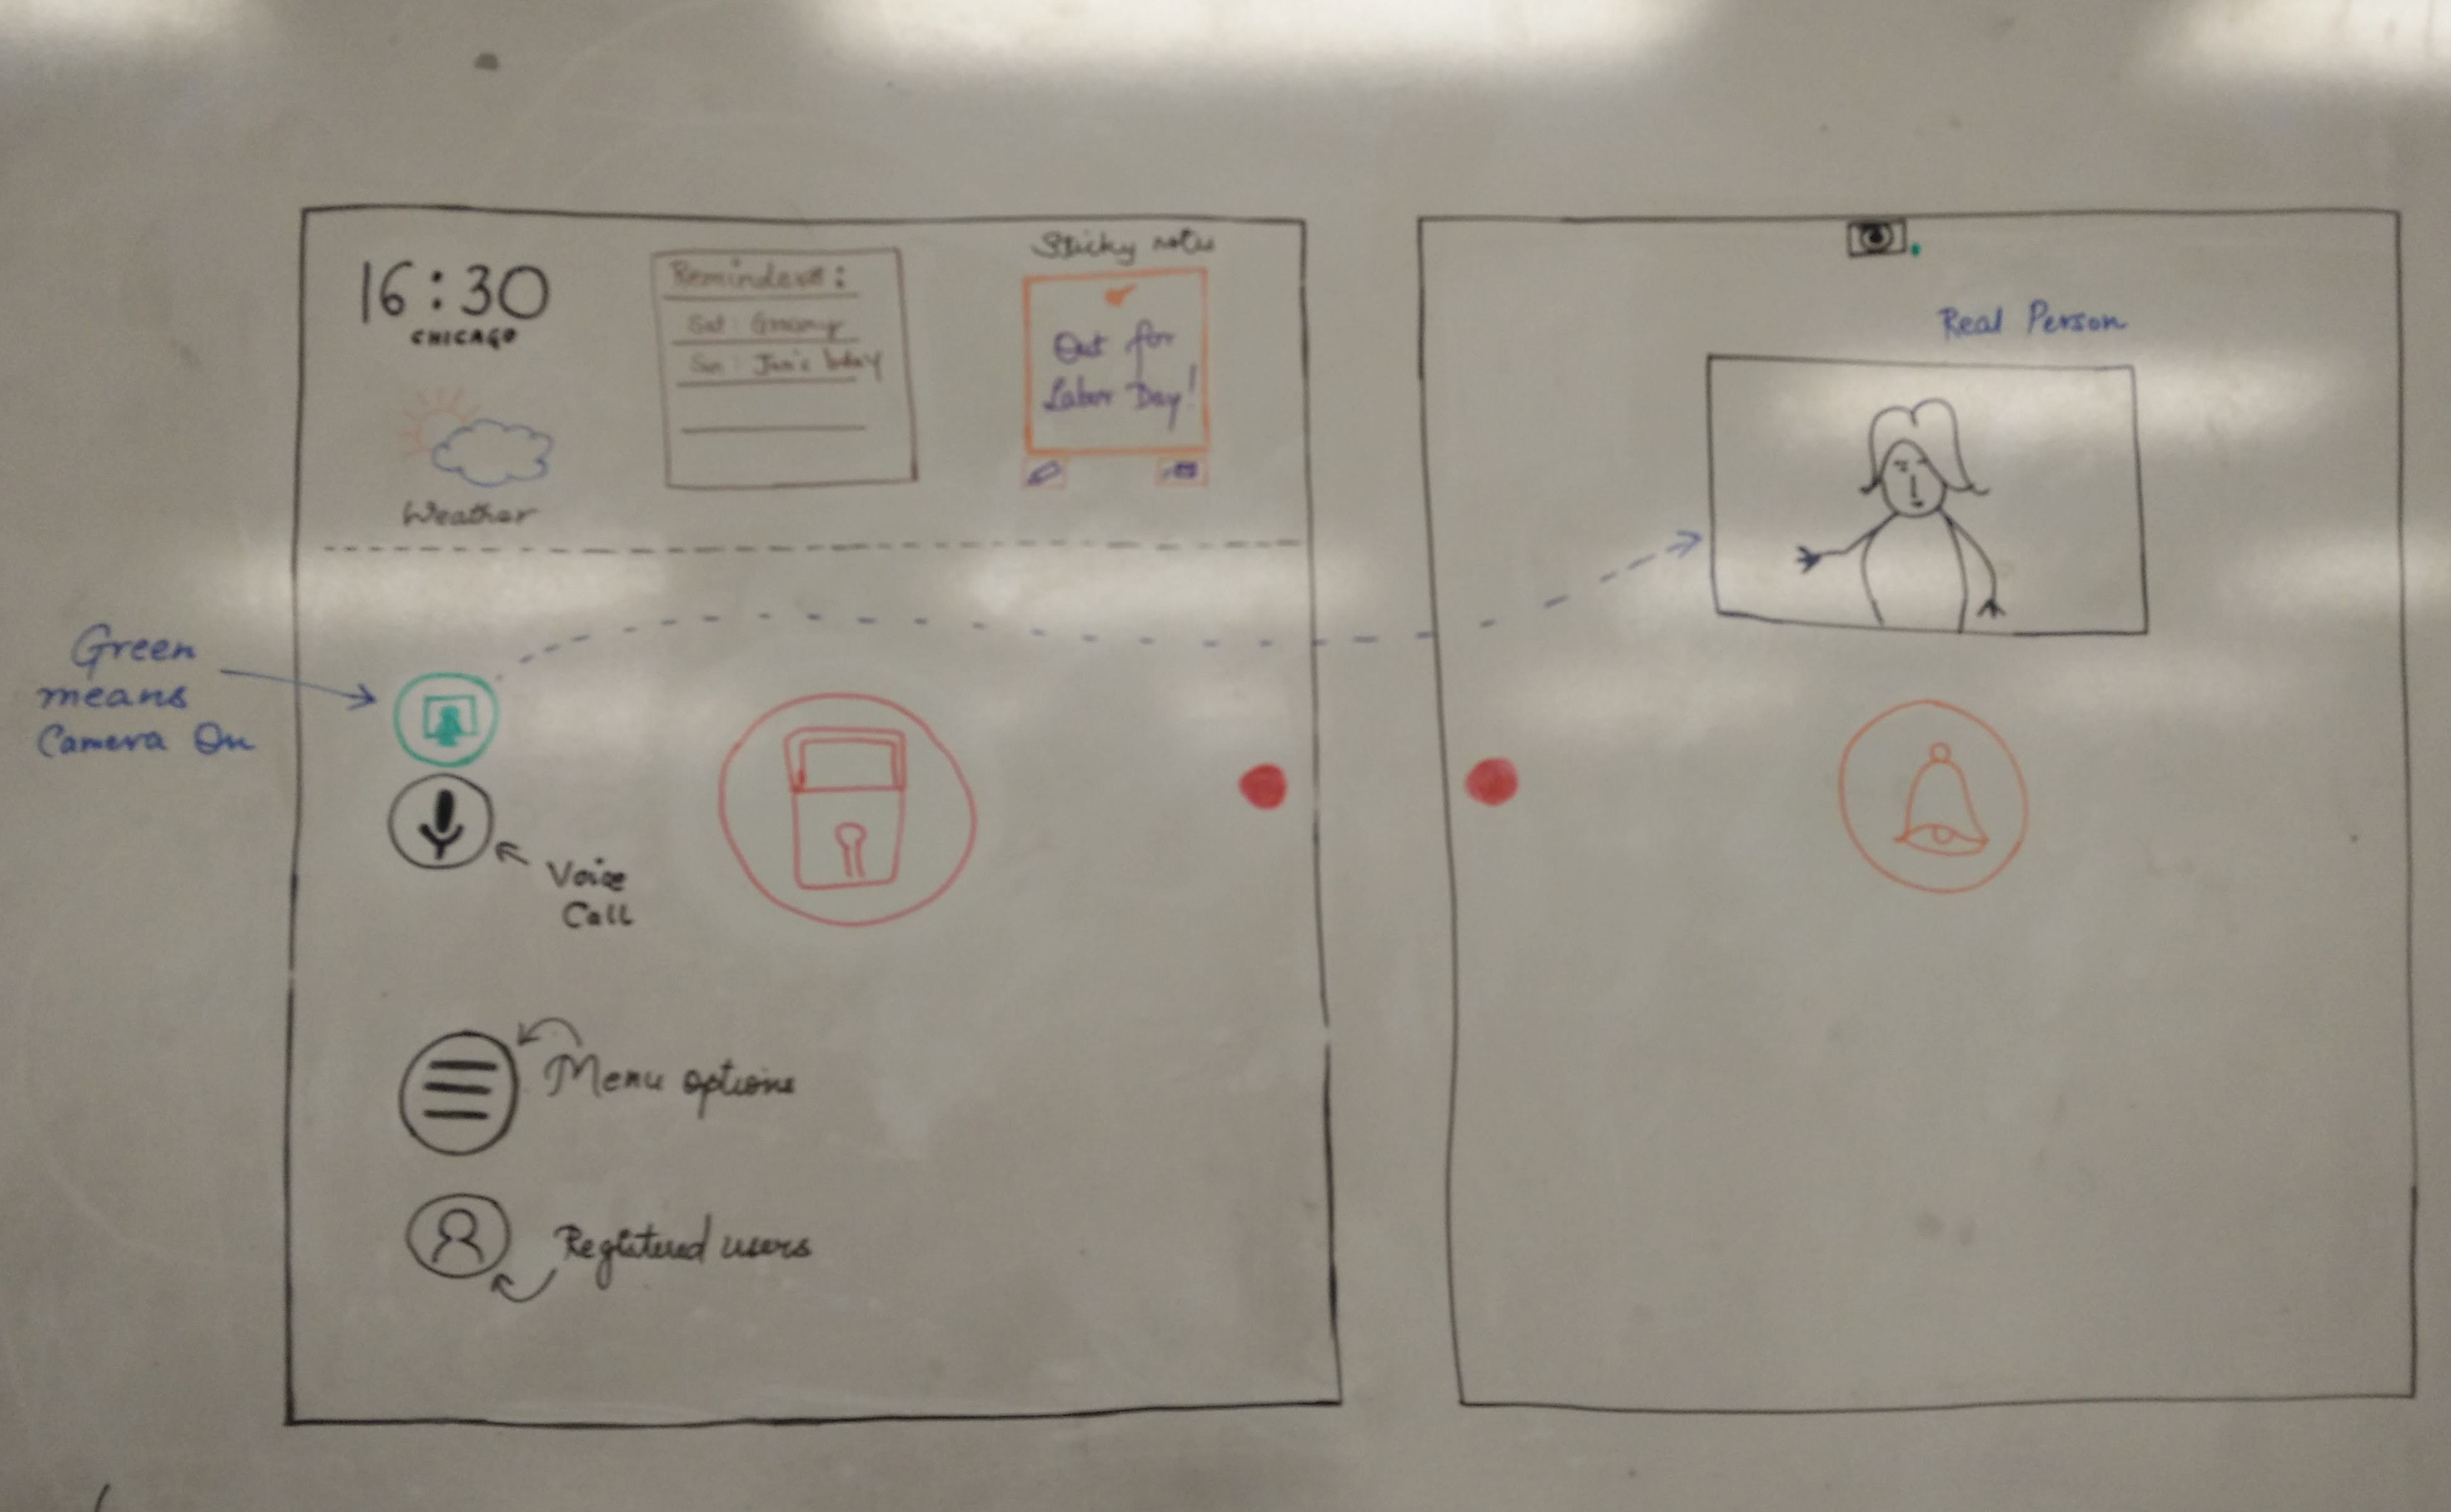 16:30
CHICAGO
Weather
Reminders:
Sat: Grocery
Sun: Jan's bday
Sticky notes
Out for
Labor Day!
Green
means
Camera On
Voice
Call
Menu options
Registered users
Real Person